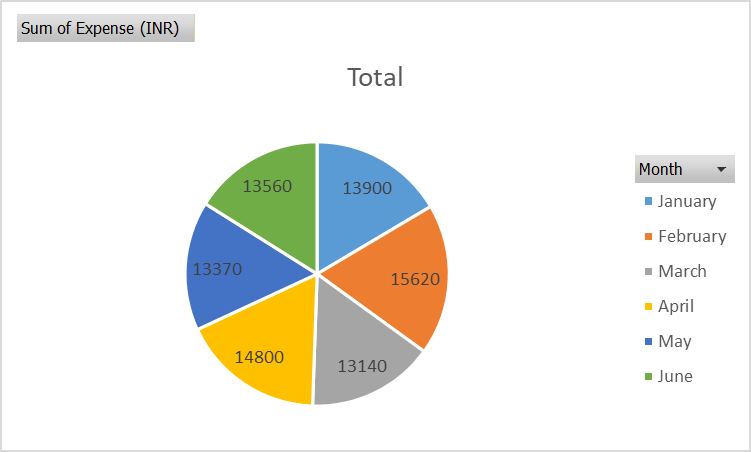 Sum of Expense (INR)
Total
13560
13900
13370
15620
14800
13140
Month
January
February
March
April
May
June